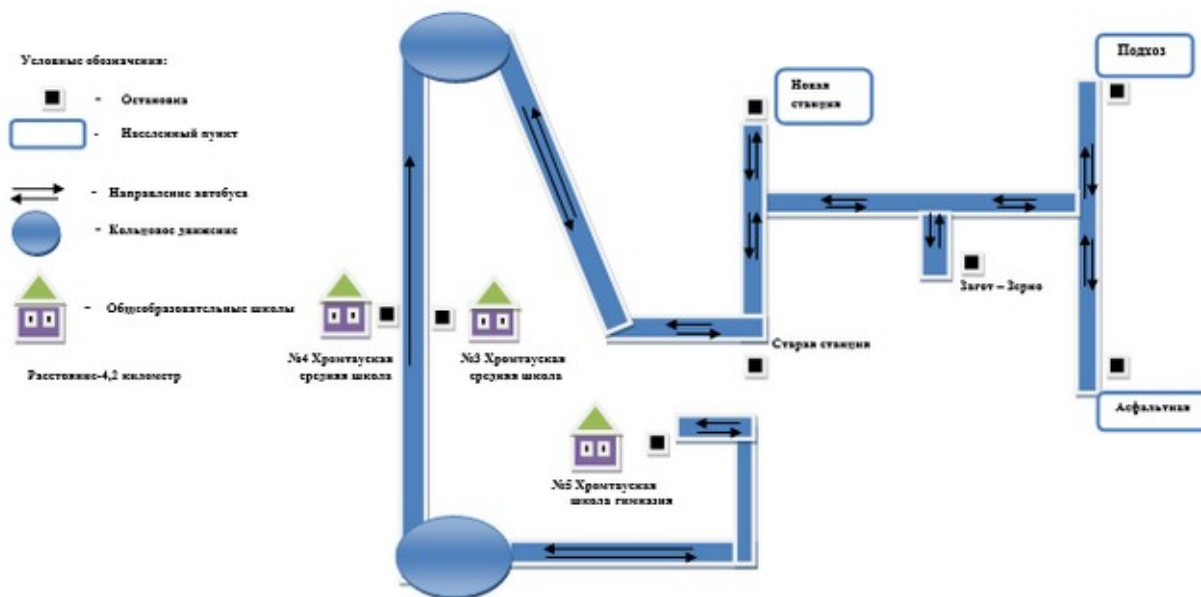 Условные обозначения:
- Остановка
- Населенный пункт
- Направление автобуса
- Кольцовое движение
- Общеобразовательные школы
Расстояние-4,2 километр
№4 Хромтауская
средняя школа
№3 Хромтауская
средняя школа
№5 Хромтауская
школа гимназия
Новая
станция
Старая станция
Загот – Зерно
Подхоз
Асфальтная